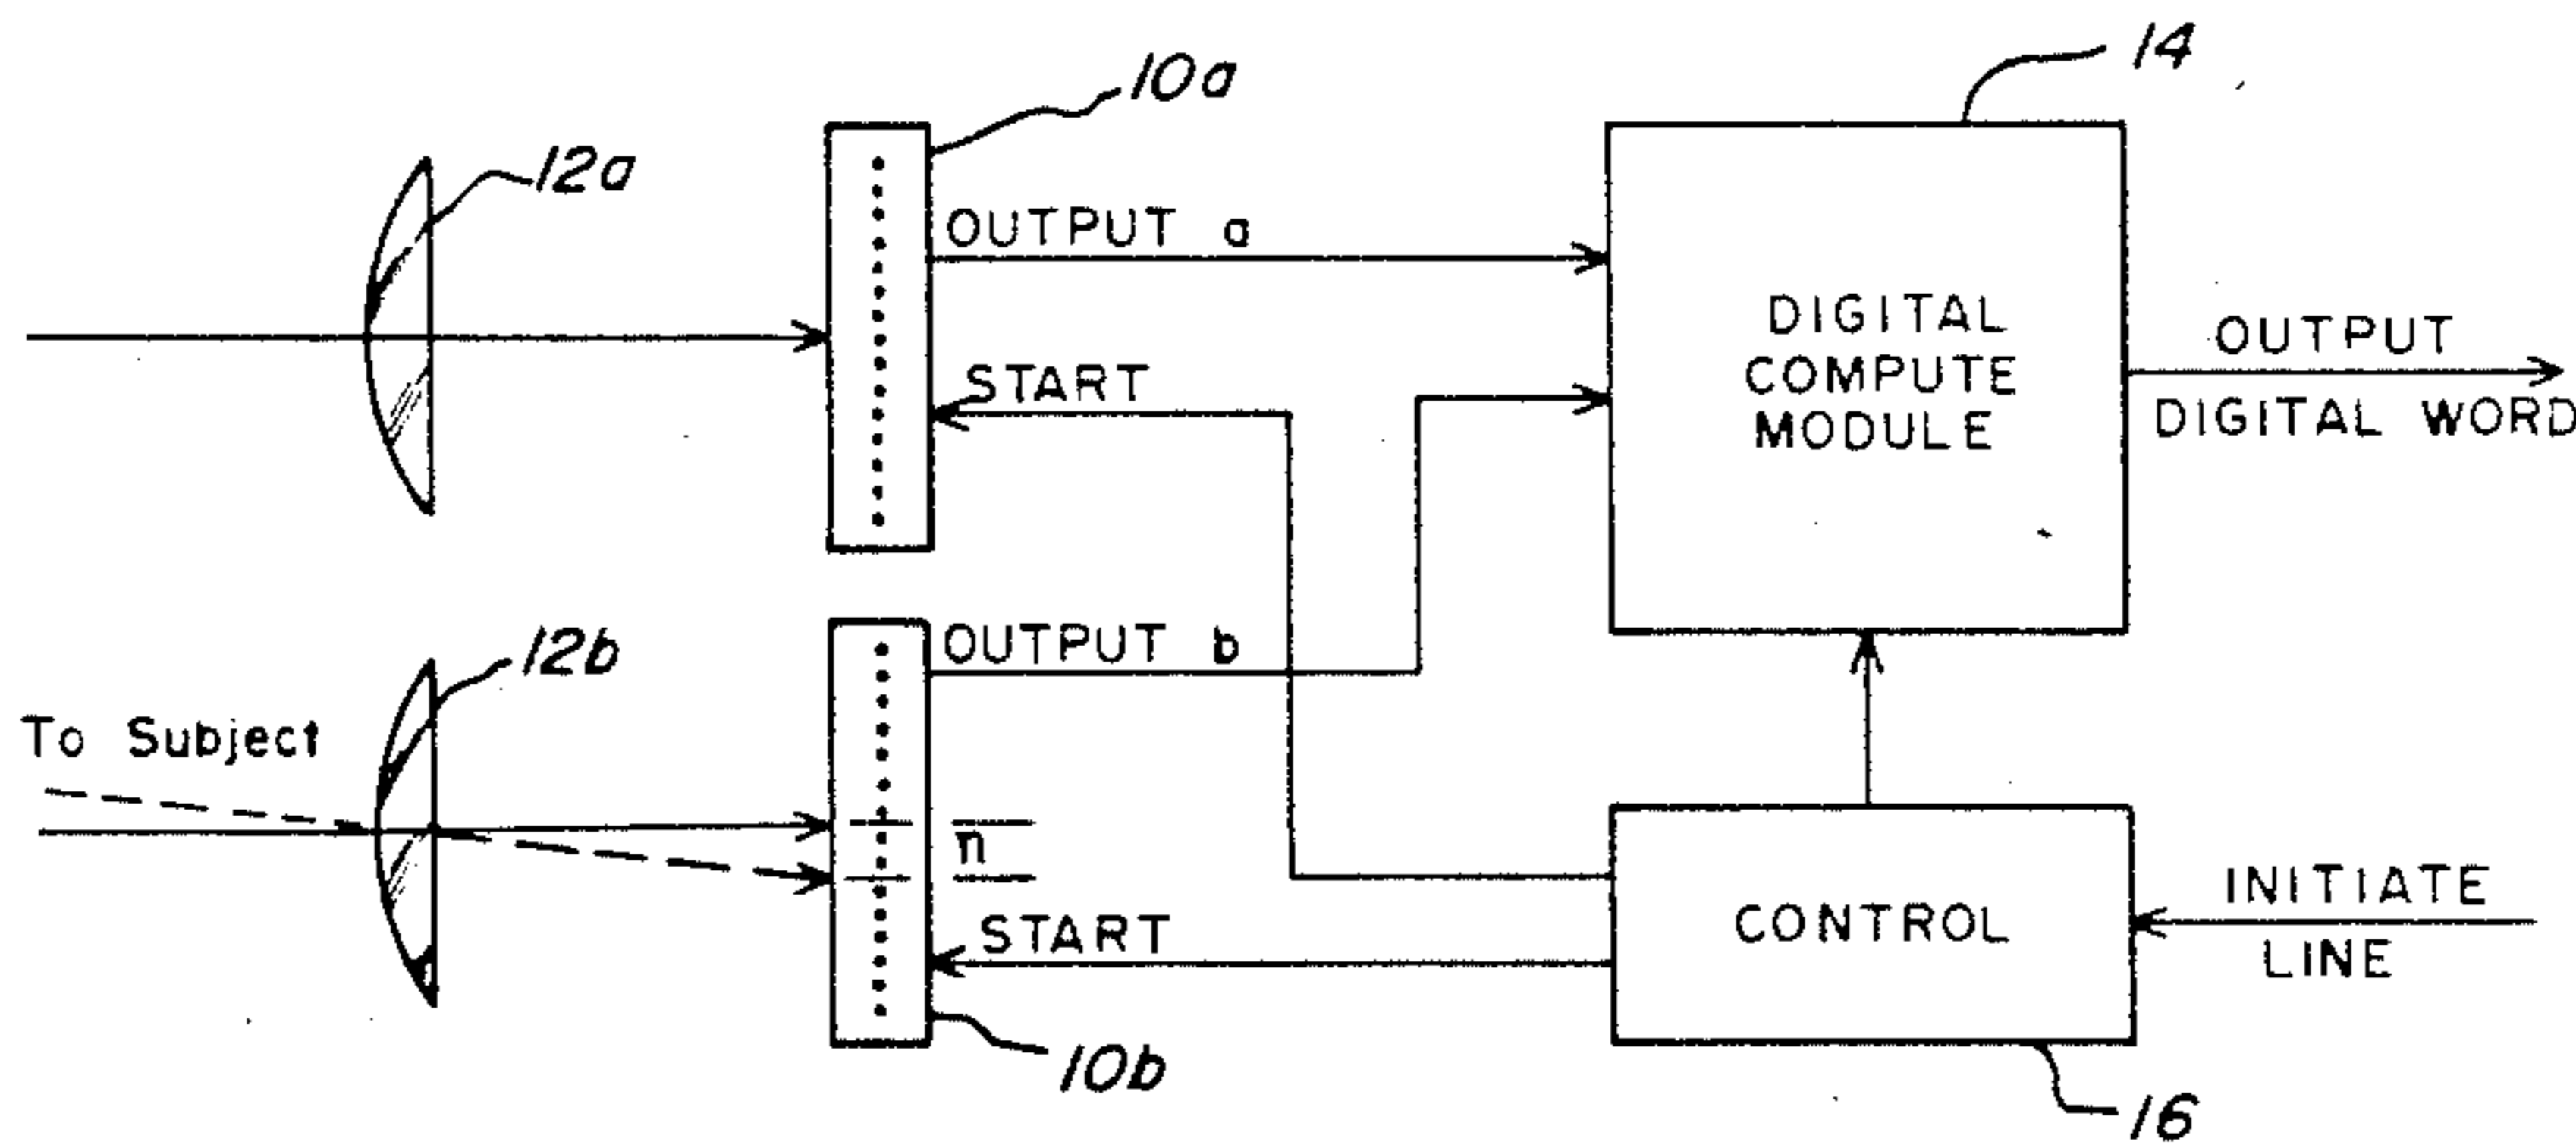 14
10a
12a
OUTPUT a
DIGITAL
COMPUTE
MODULE
OUTPUT
DIGITAL WORD
START
12b
OUTPUT b
To Subject
n
START
CONTROL
INITIATE
LINE
10b
16